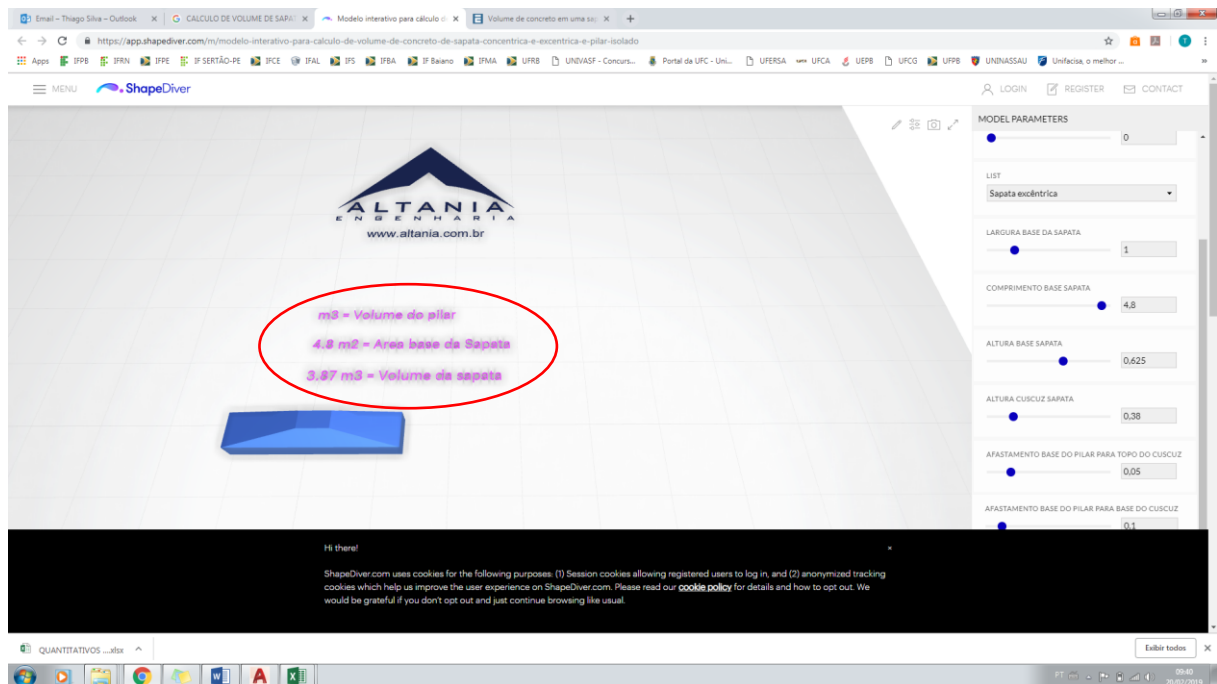 Email – Thiago Silva – Outlook
CALCULO DE VOLUME DE SAPAT
Modelo interativo para cálculo d
Volume de concreto em uma sap
https://app.shapediver.com/m/modelo-interativo-para-calculo-de-volume-de-concreto-de-sapata-concentrica-e-excentrica-e-pilar-isolado
Apps IFPB IFRN IFPE IF SERTÃO-PE IFCE IFAL IFS IFBA IF Baiano IFMA UFRB UNIVASF - Concurs... Portal da UFC - Uni... UFERSA UFCA UEPB UFCG UFPB UNINASSAU Unifacisa, o melhor ... »
MENU ShapeDiver LOGIN REGISTER CONTACT
MODEL PARAMETERS
0
LIST
Sapata excêntrica
LARGURA BASE DA SAPATA
1
COMPRIMENTO BASE SAPATA
4,8
ALTURA BASE SAPATA
0,625
ALTURA CUSCUZ SAPATA
0,38
AFASTAMENTO BASE DO PILAR PARA TOPO DO CUSCUZ
0,05
AFASTAMENTO BASE DO PILAR PARA BASE DO CUSCUZ
0,1
ALTANIA
ENGENHARIA
www.altania.com.br
m3 = Volume do pilar
4.8 m2 = Area base da Sapata
3.87 m3 = Volume da sapata
Hi there!
ShapeDiver.com uses cookies for the following purposes: (1) Session cookies allowing registered users to log in, and (2) anonymized tracking
cookies which help us improve the user experience on ShapeDiver.com. Please read our cookie policy for details and how to opt out. We
would be grateful if you don't opt out and just continue browsing like usual.
QUANTITATIVOS ....xlsx
Exibir todos
PT
09:40
20/02/2019